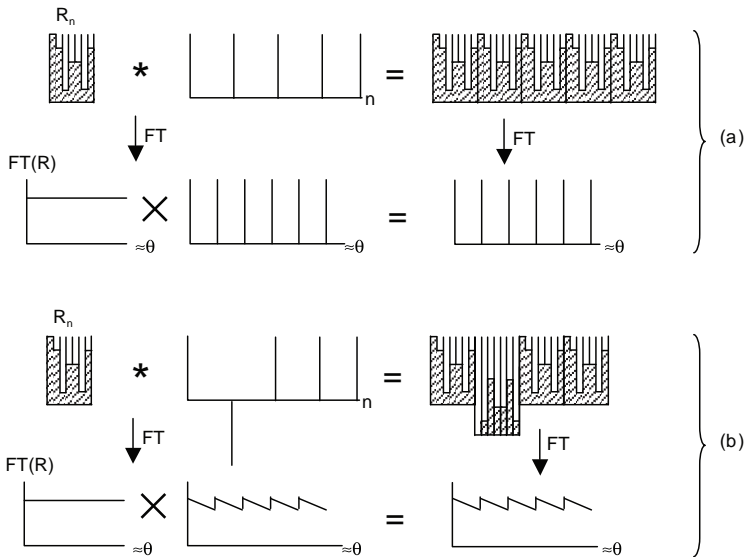 Rn
* n =
FT FT
FT(R)
(a)
× =
≈θ ≈θ ≈θ
Rn
* n =
FT FT
FT(R)
(b)
× =
≈θ ≈θ ≈θ